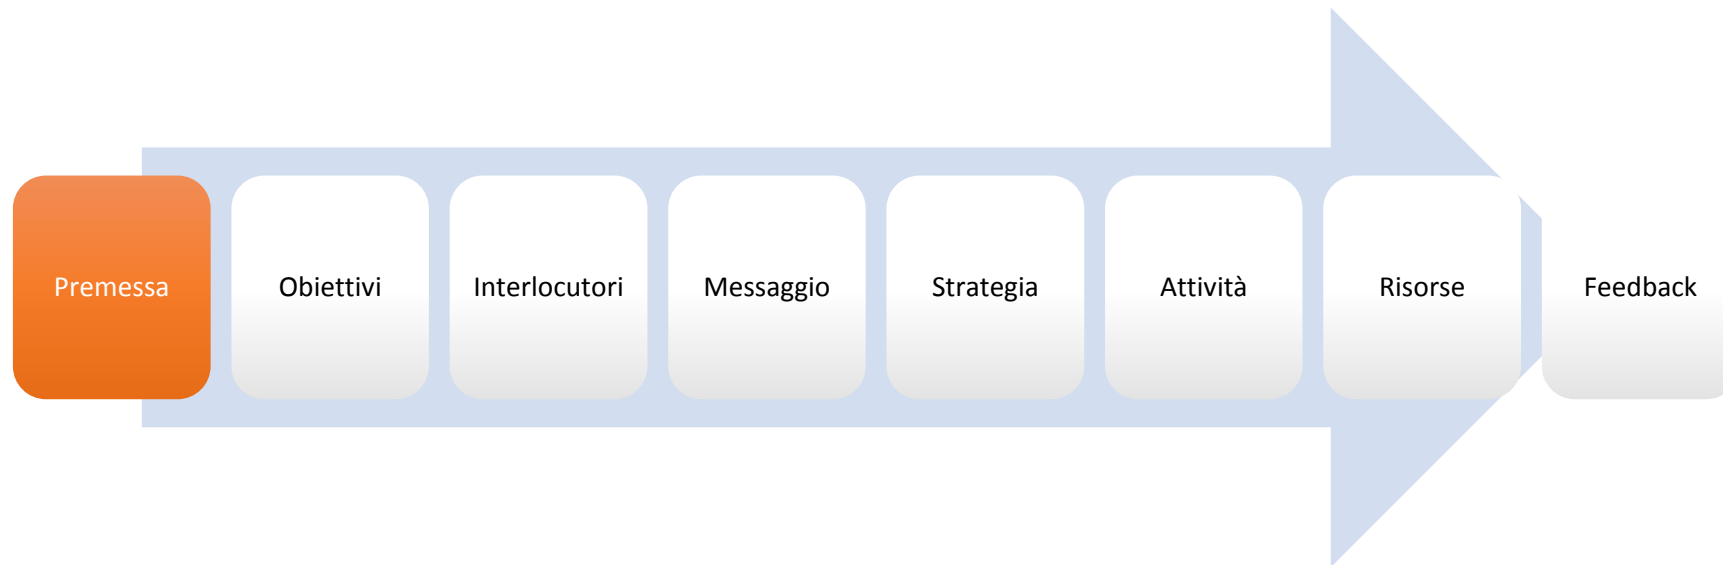 Premessa
Obiettivi
Interlocutori
Messaggio
Strategia
Attività
Risorse
Feedback